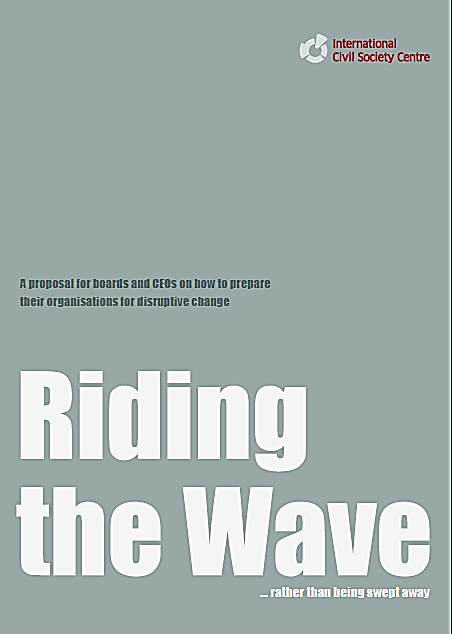 International
Civil Society Centre
A proposal for boards and CEOs on how to prepare
their organisations for disruptive change
Riding
the Wave
... rather than being swept away